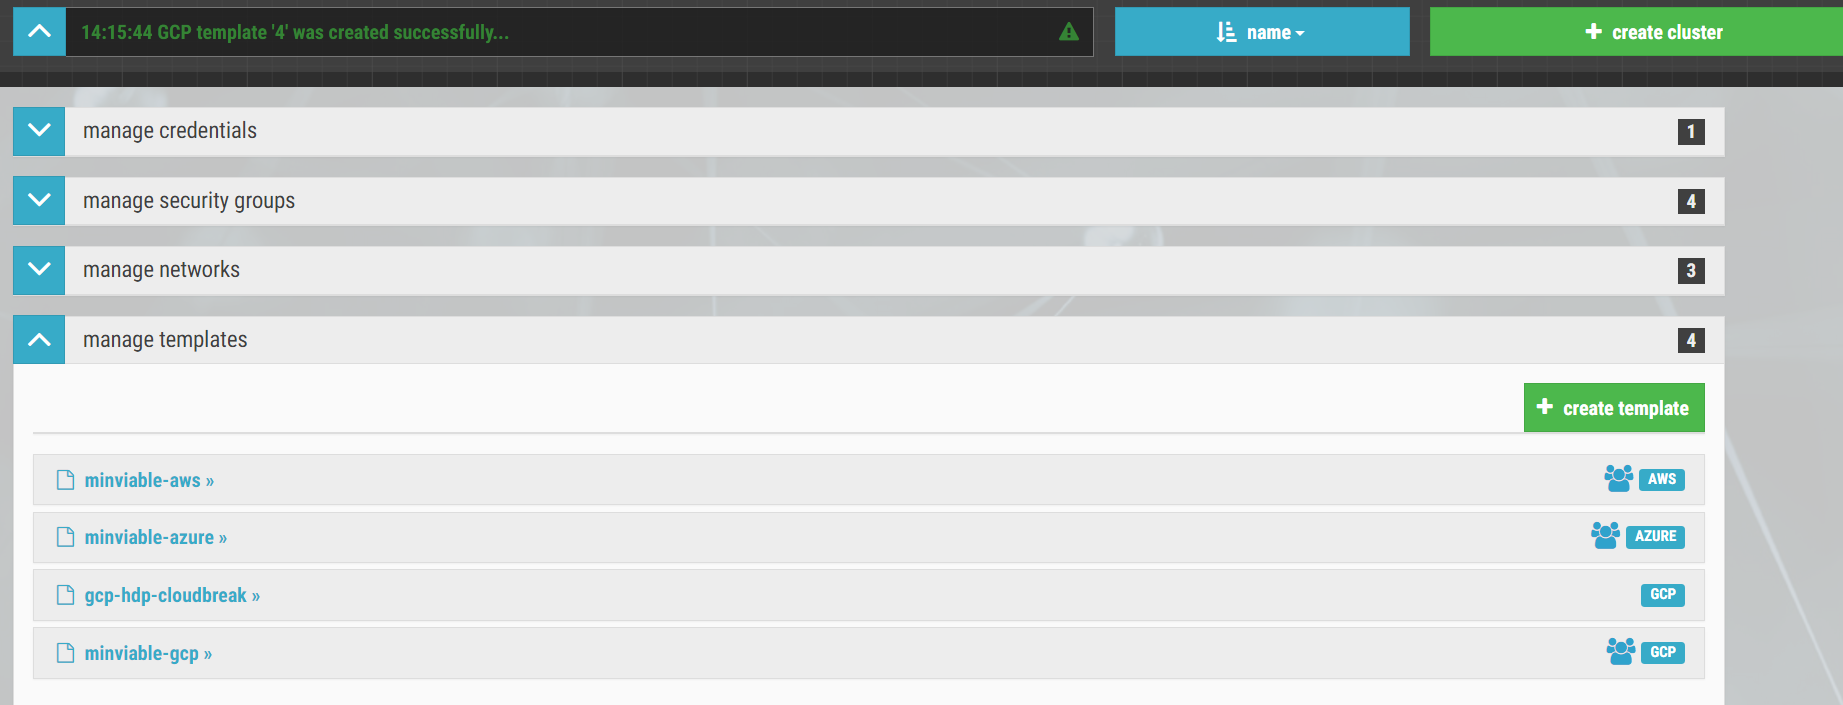 14:15:44 GCP template '4' was created successfully...
name
create cluster
manage credentials
1
manage security groups
4
manage networks
3
manage templates
4
create template
minviable-aws »
AWS
minviable-azure »
AZURE
gcp-hdp-cloudbreak »
GCP
minviable-gcp »
GCP